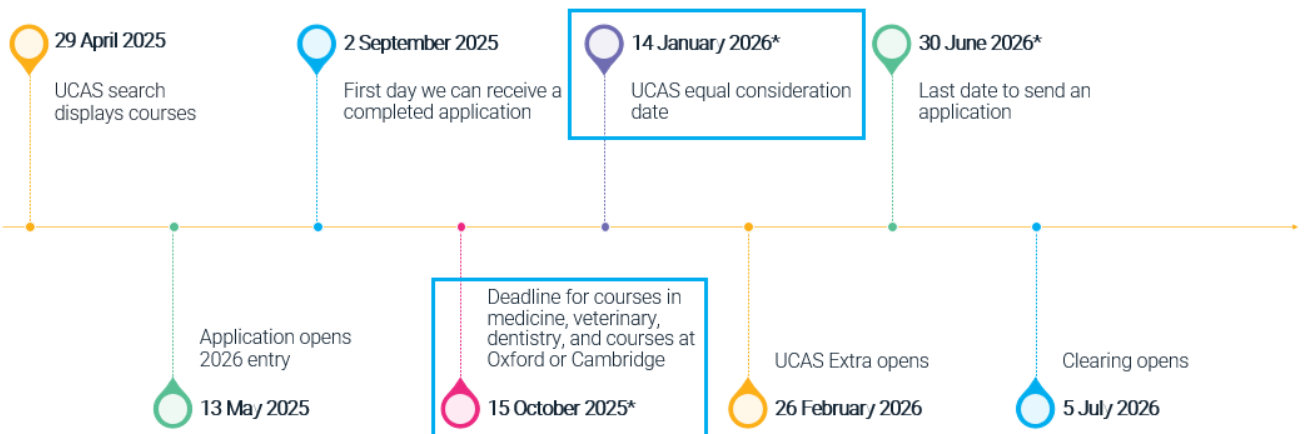 29 April 2025
UCAS search
displays courses
2 September 2025
First day we can receive a
completed application
14 January 2026*
UCAS equal consideration
date
30 June 2026*
Last date to send an
application
Application opens
2026 entry
13 May 2025
Deadline for courses in
medicine, veterinary,
dentistry, and courses at
Oxford or Cambridge
15 October 2025*
UCAS Extra opens
26 February 2026
Clearing opens
5 July 2026